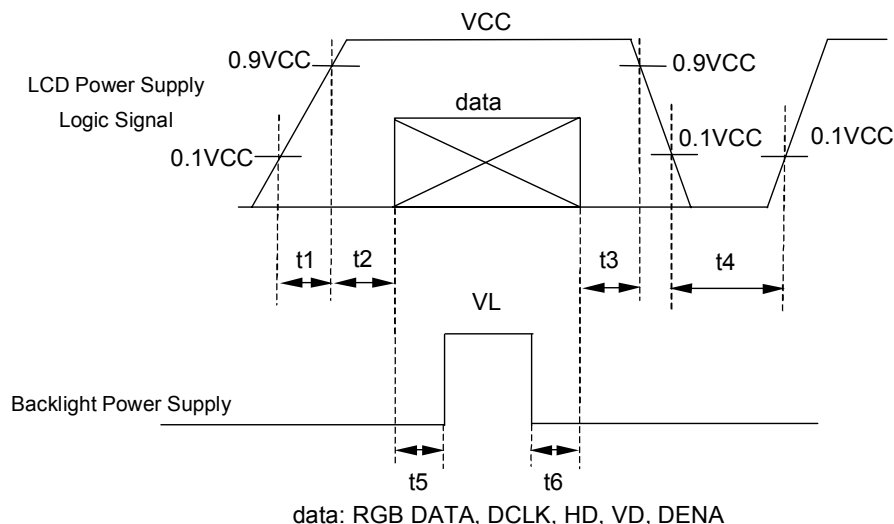 VCC
0.9VCC
0.9VCC
LCD Power Supply
Logic Signal
data
0.1VCC
0.1VCC
0.1VCC
t1
t2
t3
t4
VL
Backlight Power Supply
t5
t6
data: RGB DATA, DCLK, HD, VD, DENA